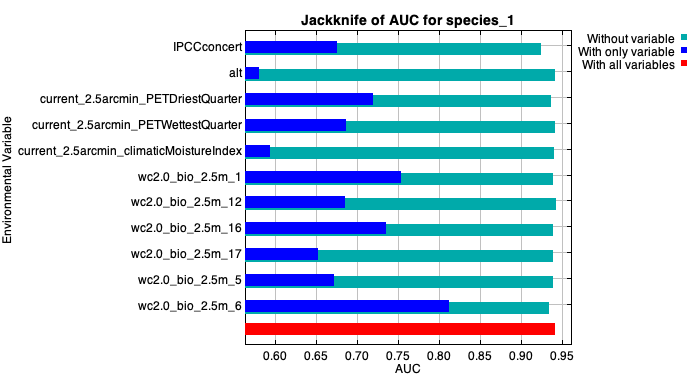 Jackknife of AUC for species_1
Environmental Variable
IPCCconcert
alt
current_2.5arcmin_PETDriestQuarter
current_2.5arcmin_PETWettestQuarter
current_2.5arcmin_climaticMoistureIndex
wc2.0_bio_2.5m_1
wc2.0_bio_2.5m_12
wc2.0_bio_2.5m_16
wc2.0_bio_2.5m_17
wc2.0_bio_2.5m_5
wc2.0_bio_2.5m_6
0.60 0.65 0.70 0.75 0.80 0.85 0.90 0.95
AUC
Without variable
With only variable
With all variables